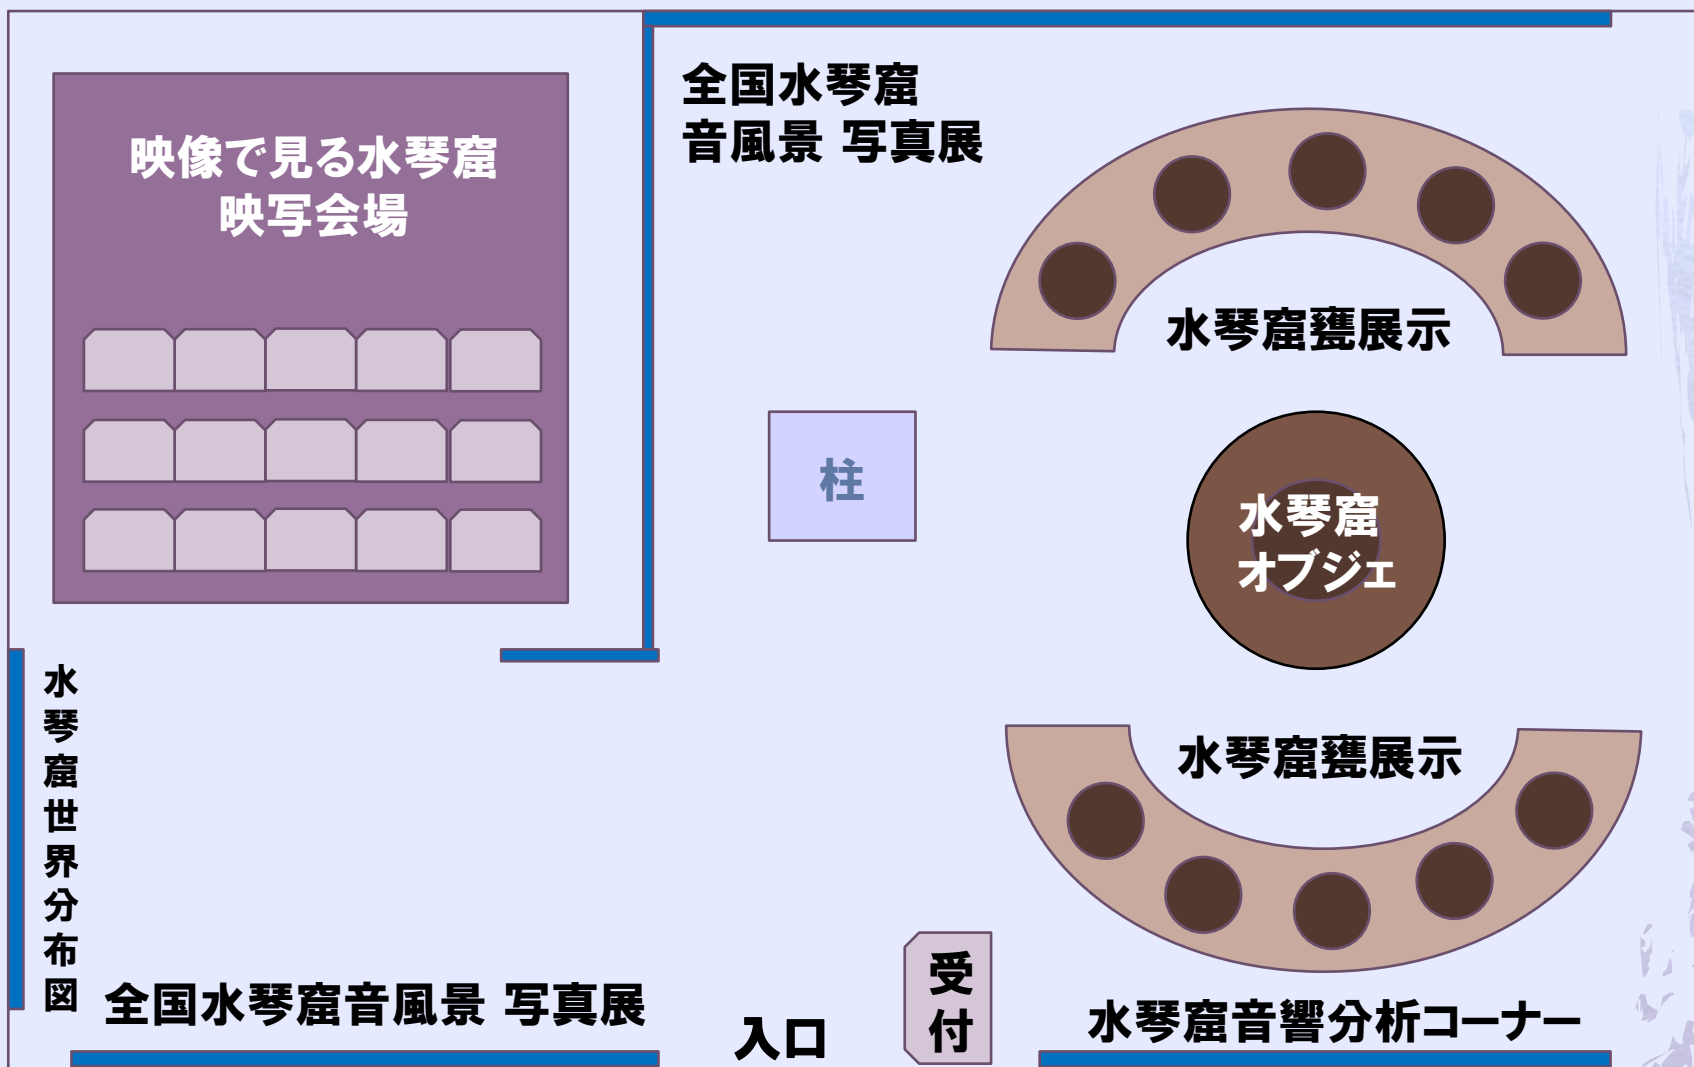 全国水琴窟
音風景 写真展
映像で見る水琴窟
映写会場
水琴窟甕展示
柱
水琴窟
オブジェ
水琴窟世界分布図
水琴窟甕展示
受付
全国水琴窟音風景 写真展
入口
水琴窟音響分析コーナー